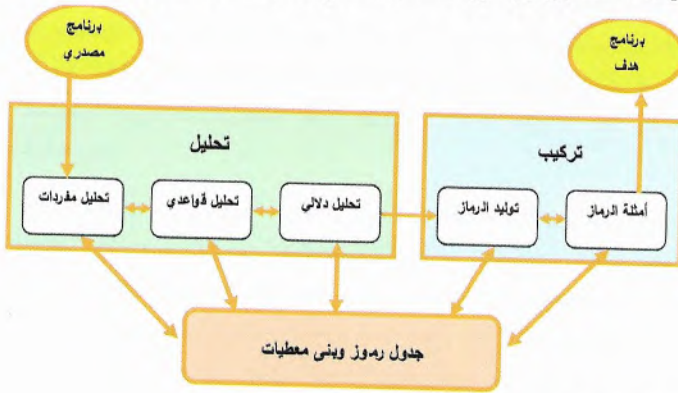 برنامج
مصدري
برنامج
هدف
تحليل
تركيب
تحليل مفردات
تحليل قواعدي
تحليل دلالي
توليد الرماز
أمثلة الرماز
جدول رموز وبنى معطيات